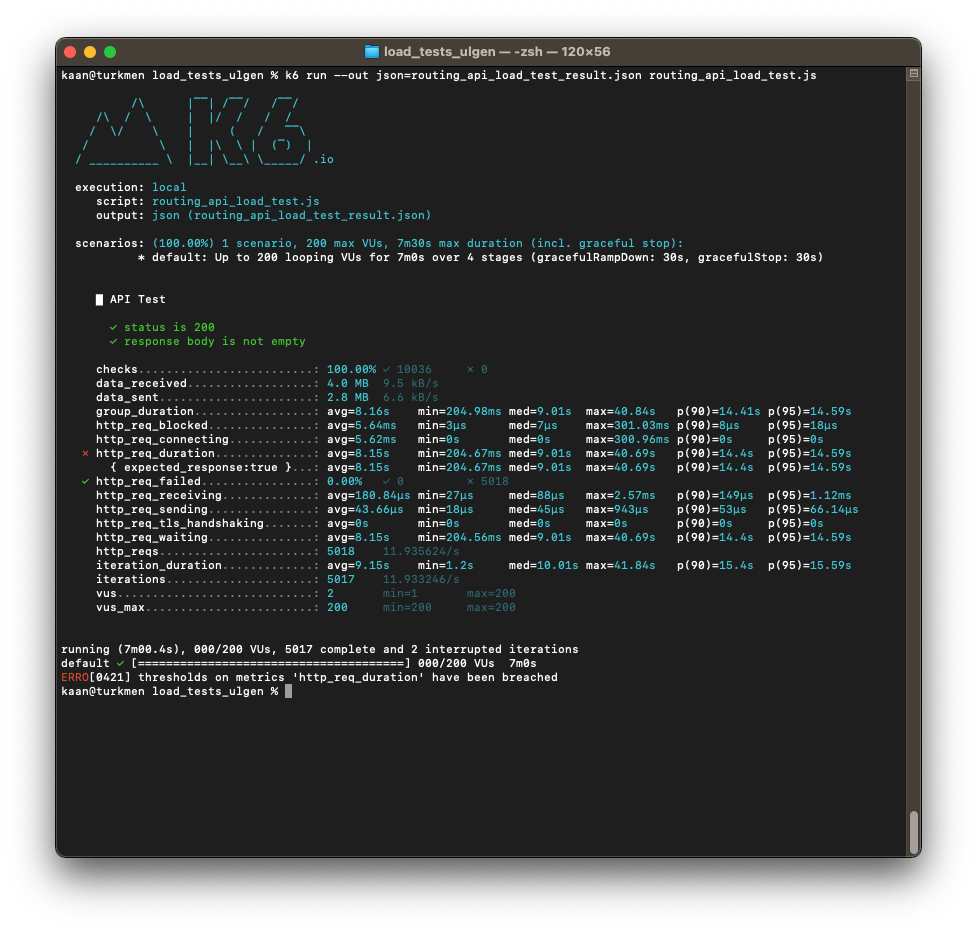 load_tests_ulgen — -zsh — 120×56
kaan@turkmen load_tests_ulgen % k6 run --out json=routing_api_load_test_result.json routing_api_load_test.js
          /\      |‾‾| /‾‾/   /‾‾/
     /\  /  \     |  |/  /   /  /
    /  \/    \    |     (   /   ‾‾\
   /          \   |  |\  \ |  (‾)  |
  / __________ \  |__| \__\ \_____/ .io
execution: local
script: routing_api_load_test.js
output: json (routing_api_load_test_result.json)
scenarios: (100.00%) 1 scenario, 200 max VUs, 7m30s max duration (incl. graceful stop):
* default: Up to 200 looping VUs for 7m0s over 4 stages (gracefulRampDown: 30s, gracefulStop: 30s)
█ API Test
✓ status is 200
✓ response body is not empty
checks.........................: 100.00% ✓ 10036     ✗ 0
data_received..................: 4.0 MB  9.5 kB/s
data_sent......................: 2.8 MB  6.6 kB/s
group_duration.................: avg=8.16s    min=204.98ms med=9.01s  max=40.84s   p(90)=14.41s p(95)=14.59s
http_req_blocked...............: avg=5.64ms   min=3µs      med=7µs    max=301.03ms p(90)=8µs    p(95)=18µs
http_req_connecting............: avg=5.62ms   min=0s       med=0s     max=300.96ms p(90)=0s     p(95)=0s
✗ http_req_duration..............: avg=8.15s    min=204.67ms med=9.01s  max=40.69s   p(90)=14.4s  p(95)=14.59s
{ expected_response:true }...: avg=8.15s    min=204.67ms med=9.01s  max=40.69s   p(90)=14.4s  p(95)=14.59s
✓ http_req_failed................: 0.00%   ✓ 0         ✗ 5018
http_req_receiving.............: avg=180.84µs min=27µs     med=88µs   max=2.57ms   p(90)=149µs  p(95)=1.12ms
http_req_sending...............: avg=43.66µs  min=18µs     med=45µs   max=943µs    p(90)=53µs   p(95)=66.14µs
http_req_tls_handshaking.......: avg=0s       min=0s       med=0s     max=0s       p(90)=0s     p(95)=0s
http_req_waiting...............: avg=8.15s    min=204.56ms med=9.01s  max=40.69s   p(90)=14.4s  p(95)=14.59s
http_reqs......................: 5018    11.935624/s
iteration_duration.............: avg=9.15s    min=1.2s     med=10.01s max=41.84s   p(90)=15.4s  p(95)=15.59s
iterations.....................: 5017    11.933246/s
vus............................: 2       min=1       max=200
vus_max........................: 200     min=200     max=200
running (7m00.4s), 000/200 VUs, 5017 complete and 2 interrupted iterations
default ✓ [======================================] 000/200 VUs  7m0s
ERRO[0421] thresholds on metrics 'http_req_duration' have been breached
kaan@turkmen load_tests_ulgen %